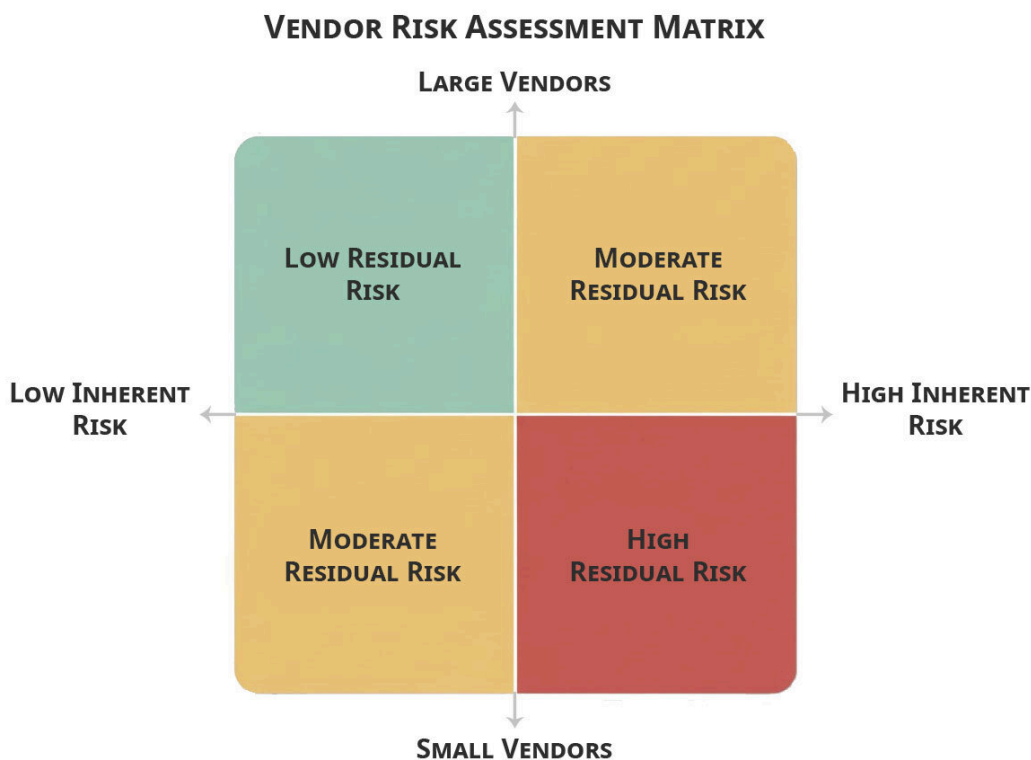 Vendor Risk Assessment Matrix
Large Vendors
Low Residual
Risk
Moderate
Residual Risk
Low Inherent
Risk
High Inherent
Risk
Moderate
Residual Risk
High
Residual Risk
Small Vendors